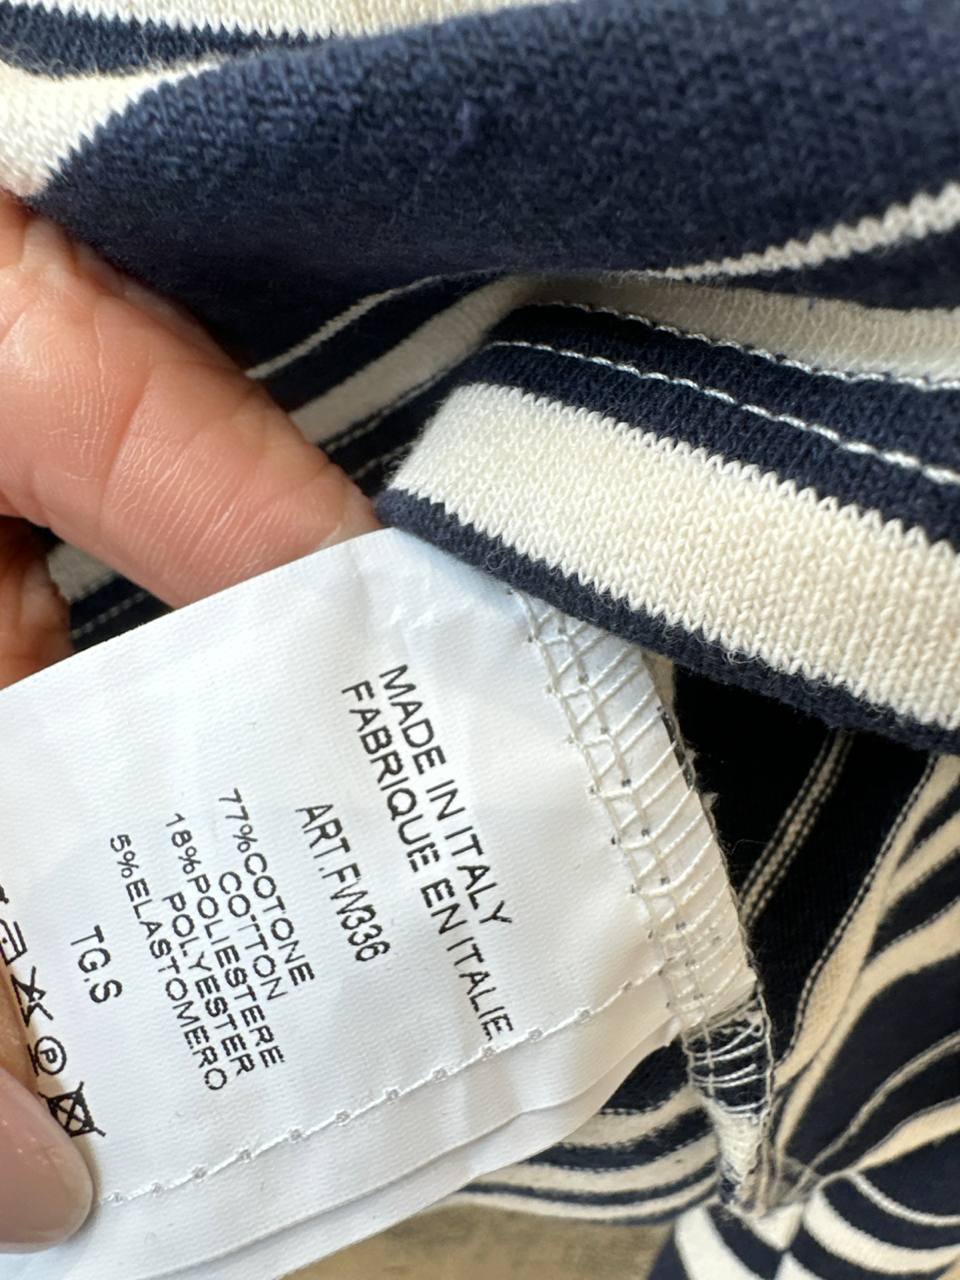 MADE IN ITALY
FABRIQUE EN ITALIE
ART.FW336
77%COTONE
COTTON
18%POLIESTERE
POLYESTER
5%ELASTOMERO
TG.S